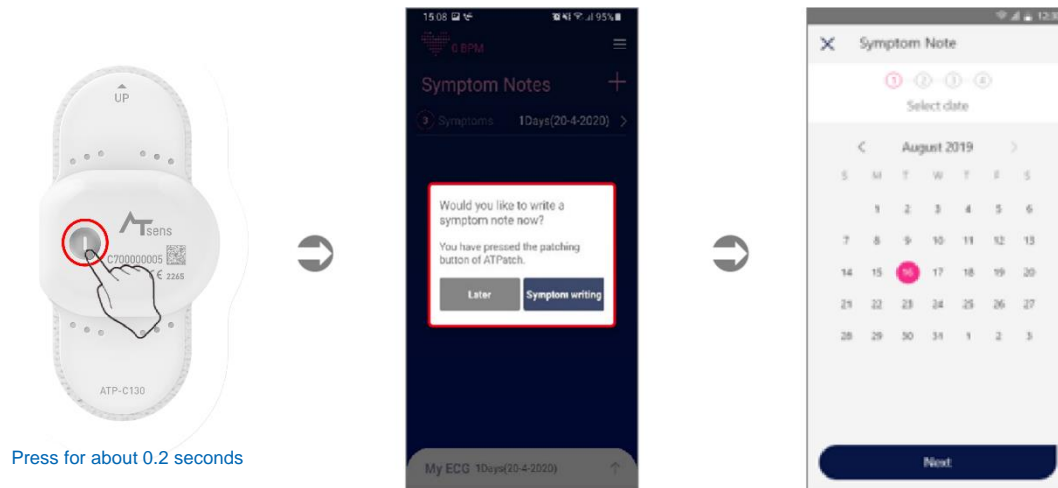 UP
ATsens
C700000005
CE 2265
ATP-C130
Press for about 0.2 seconds
15:08
95%
0 BPM
Symptom Notes
3 Symptoms 1Days(20-4-2020)
Would you like to write a
symptom note now?
You have pressed the patching
button of ATPatch.
Later Symptom writing
My ECG 1Days(20-4-2020)
Symptom Note
1 2 3 4
Select date
August 2019
S M T W T F S
1 2 3 4 5 6
7 8 9 10 11 12 13
14 15 16 17 18 19 20
21 22 23 24 25 26 27
28 29 30 31 1 2 3
Next